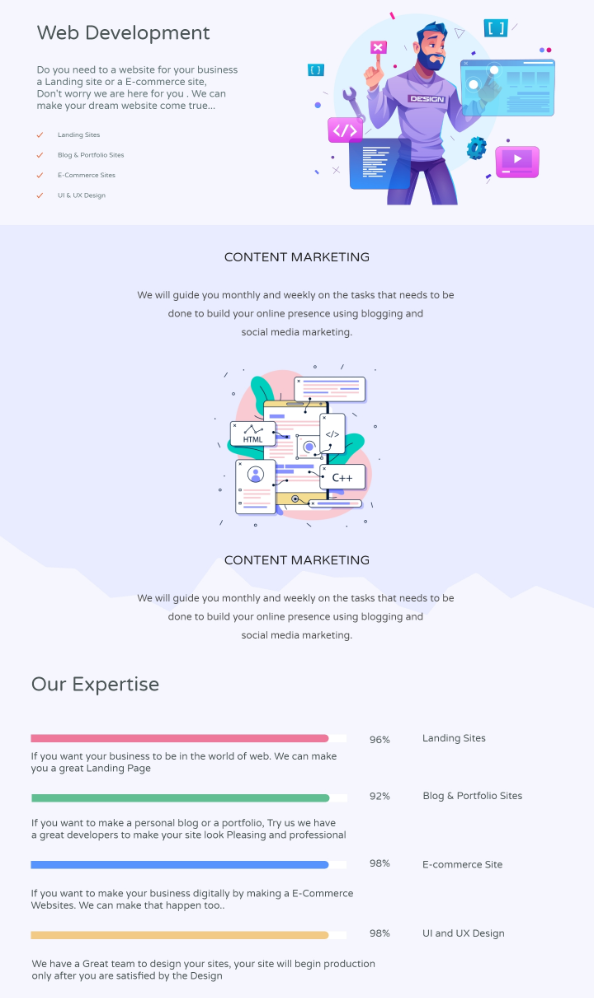 Web Development
Do you need to a website for your business
a Landing site or a E-commerce site,
Don't worry we are here for you . We can
make your dream website come true...
Landing Sites
Blog & Portfolio Sites
E-Commerce Sites
UI & UX Design
[ ]
[ ]
DESIGN
</>
CONTENT MARKETING
We will guide you monthly and weekly on the tasks that needs to be
done to build your online presence using blogging and
social media marketing.
HTML
</>
C++
CONTENT MARKETING
We will guide you monthly and weekly on the tasks that needs to be
done to build your online presence using blogging and
social media marketing.
Our Expertise
96% Landing Sites
If you want your business to be in the world of web. We can make
you a great Landing Page
92% Blog & Portfolio Sites
If you want to make a personal blog or a portfolio, Try us we have
a great developers to make your site look Pleasing and professional
98% E-commerce Site
If you want to make your business digitally by making a E-Commerce
Websites. We can make that happen too..
98% UI and UX Design
We have a Great team to design your sites, your site will begin production
only after you are satisfied by the Design